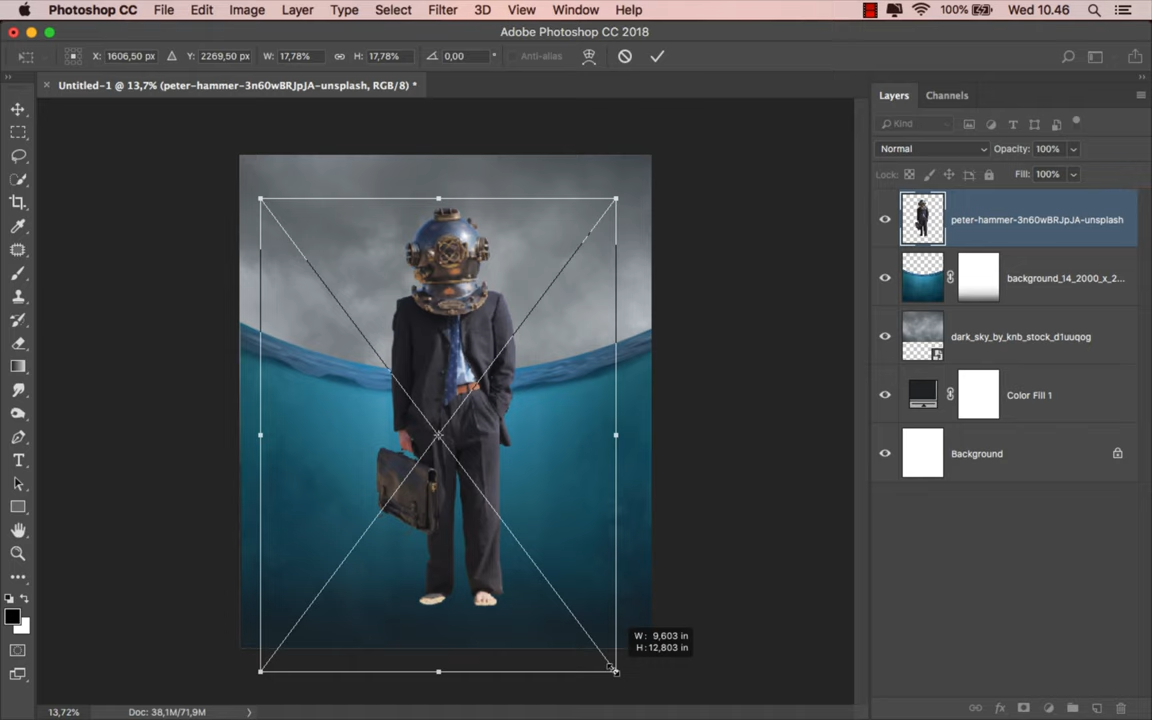 Photoshop CC File Edit Image Layer Type Select Filter 3D View Window Help 100% Wed 10.46
Adobe Photoshop CC 2018
X: 1606,50 px Y: 2269,50 px W: 17,78% H: 17,78% 0,00 ° Anti-alias
Untitled-1 @ 13,7% (peter-hammer-3n60wBRJpJA-unsplash, RGB/8) *
Layers Channels
Kind
Normal Opacity: 100%
Lock: Fill: 100%
peter-hammer-3n60wBRJpJA-unsplash
background_14_2000_x_2...
dark_sky_by_knb_stock_d1uuqog
Color Fill 1
Background
W: 9,603 in
H: 12,803 in
13,72% Doc: 38,1M/71,9M